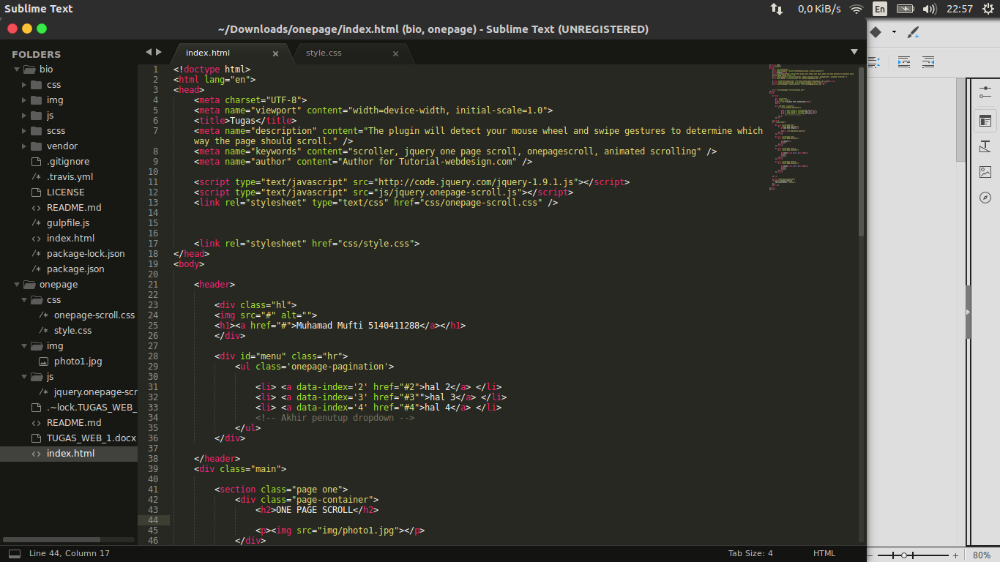 Sublime Text
0,0 KiB/s
En
22:57
~/Downloads/onepage/index.html (bio, onepage) - Sublime Text (UNREGISTERED)
FOLDERS
bio
css
img
js
scss
vendor
.gitignore
.travis.yml
LICENSE
README.md
gulpfile.js
index.html
package-lock.json
package.json
onepage
css
onepage-scroll.css
style.css
img
photo1.jpg
js
jquery.onepage-scr
.~lock.TUGAS_WEB_
README.md
TUGAS_WEB_1.docx
index.html
index.html
style.css
1 <!doctype html>
2 <html lang="en">
3 <head>
4 <meta charset="UTF-8">
5 <meta name="viewport" content="width=device-width, initial-scale=1.0">
6 <title>Tugas</title>
7 <meta name="description" content="The plugin will detect your mouse wheel and swipe gestures to determine which
way the page should scroll." />
8 <meta name="keywords" content="scroller, jquery one page scroll, onepagescroll, animated scrolling" />
9 <meta name="author" content="Author for Tutorial-webdesign.com" />
10
11 <script type="text/javascript" src="http://code.jquery.com/jquery-1.9.1.js"></script>
12 <script type="text/javascript" src="js/jquery.onepage-scroll.js"></script>
13 <link rel="stylesheet" type="text/css" href="css/onepage-scroll.css" />
14
15
16
17 <link rel="stylesheet" href="css/style.css">
18 </head>
19 <body>
20
21 <header>
22
23 <div class="hl">
24 <img src="#" alt="">
25 <h1><a href="#">Muhamad Mufti 5140411288</a></h1>
26 </div>
27
28 <div id="menu" class="hr">
29 <ul class='onepage-pagination'>
30
31 <li> <a data-index='2' href="#2">hal 2</a> </li>
32 <li> <a data-index='3' href="#3"">hal 3</a> </li>
33 <li> <a data-index='4' href="#4">hal 4</a> </li>
34 <!-- Akhir penutup dropdown -->
35 </ul>
36 </div>
37
38 </header>
39 <div class="main">
40
41 <section class="page one">
42 <div class="page-container">
43 <h2>ONE PAGE SCROLL</h2>
44
45 <p><img src="img/photo1.jpg"></p>
46 </div>
Line 44, Column 17
Tab Size: 4
HTML
80%